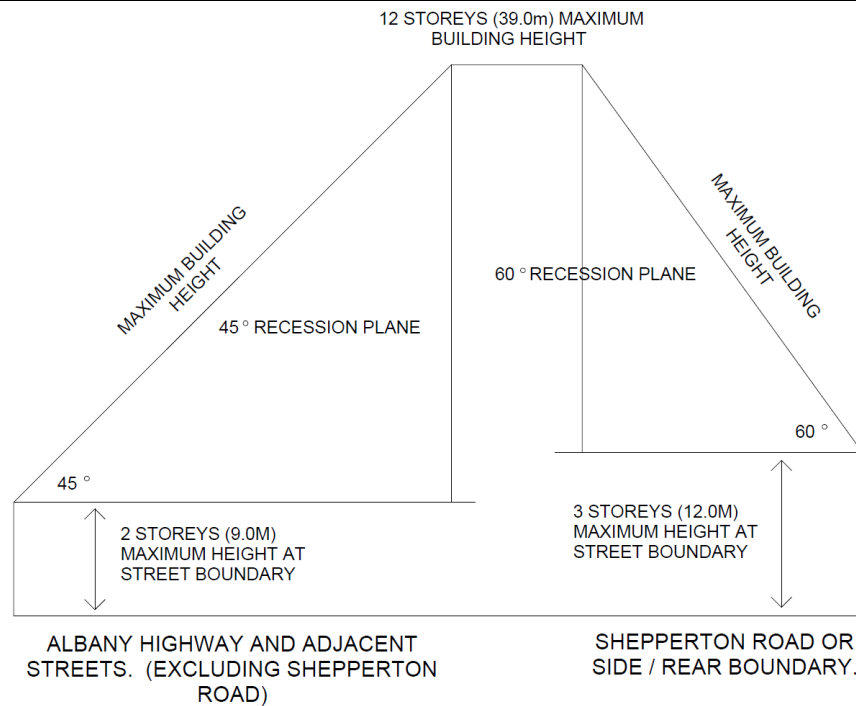 12 STOREYS (39.0m) MAXIMUM
BUILDING HEIGHT
MAXIMUM BUILDING
HEIGHT
MAXIMUM BUILDING
HEIGHT
60 ° RECESSION PLANE
45 ° RECESSION PLANE
60 °
45 °
2 STOREYS (9.0M)
MAXIMUM HEIGHT AT
STREET BOUNDARY
3 STOREYS (12.0M)
MAXIMUM HEIGHT AT
STREET BOUNDARY
ALBANY HIGHWAY AND ADJACENT
STREETS. (EXCLUDING SHEPPERTON
ROAD)
SHEPPERTON ROAD OR
SIDE / REAR BOUNDARY.